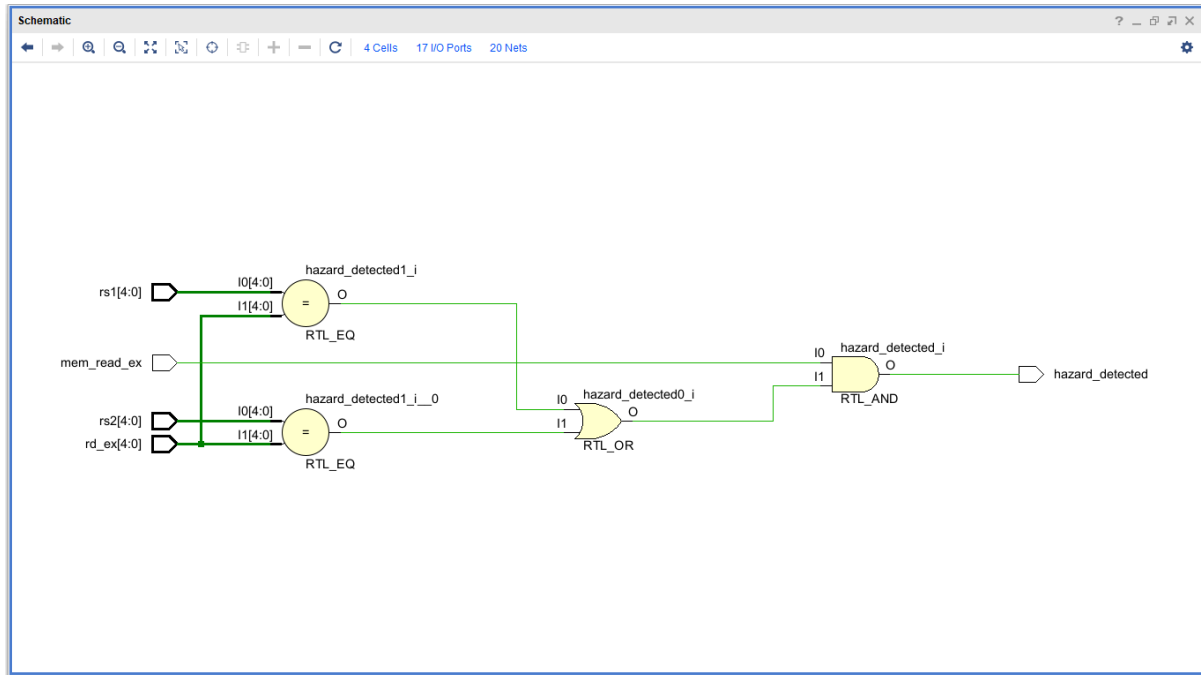 Schematic
4 Cells 17 I/O Ports 20 Nets
hazard_detected1_i
rs1[4:0]
I0[4:0]
O
=
I1[4:0]
RTL_EQ
mem_read_ex
I0
hazard_detected_i
O
I1
RTL_AND
hazard_detected
hazard_detected1_i__0
rs2[4:0]
I0[4:0]
O
=
rd_ex[4:0]
I1[4:0]
RTL_EQ
hazard_detected0_i
I0
O
I1
RTL_OR